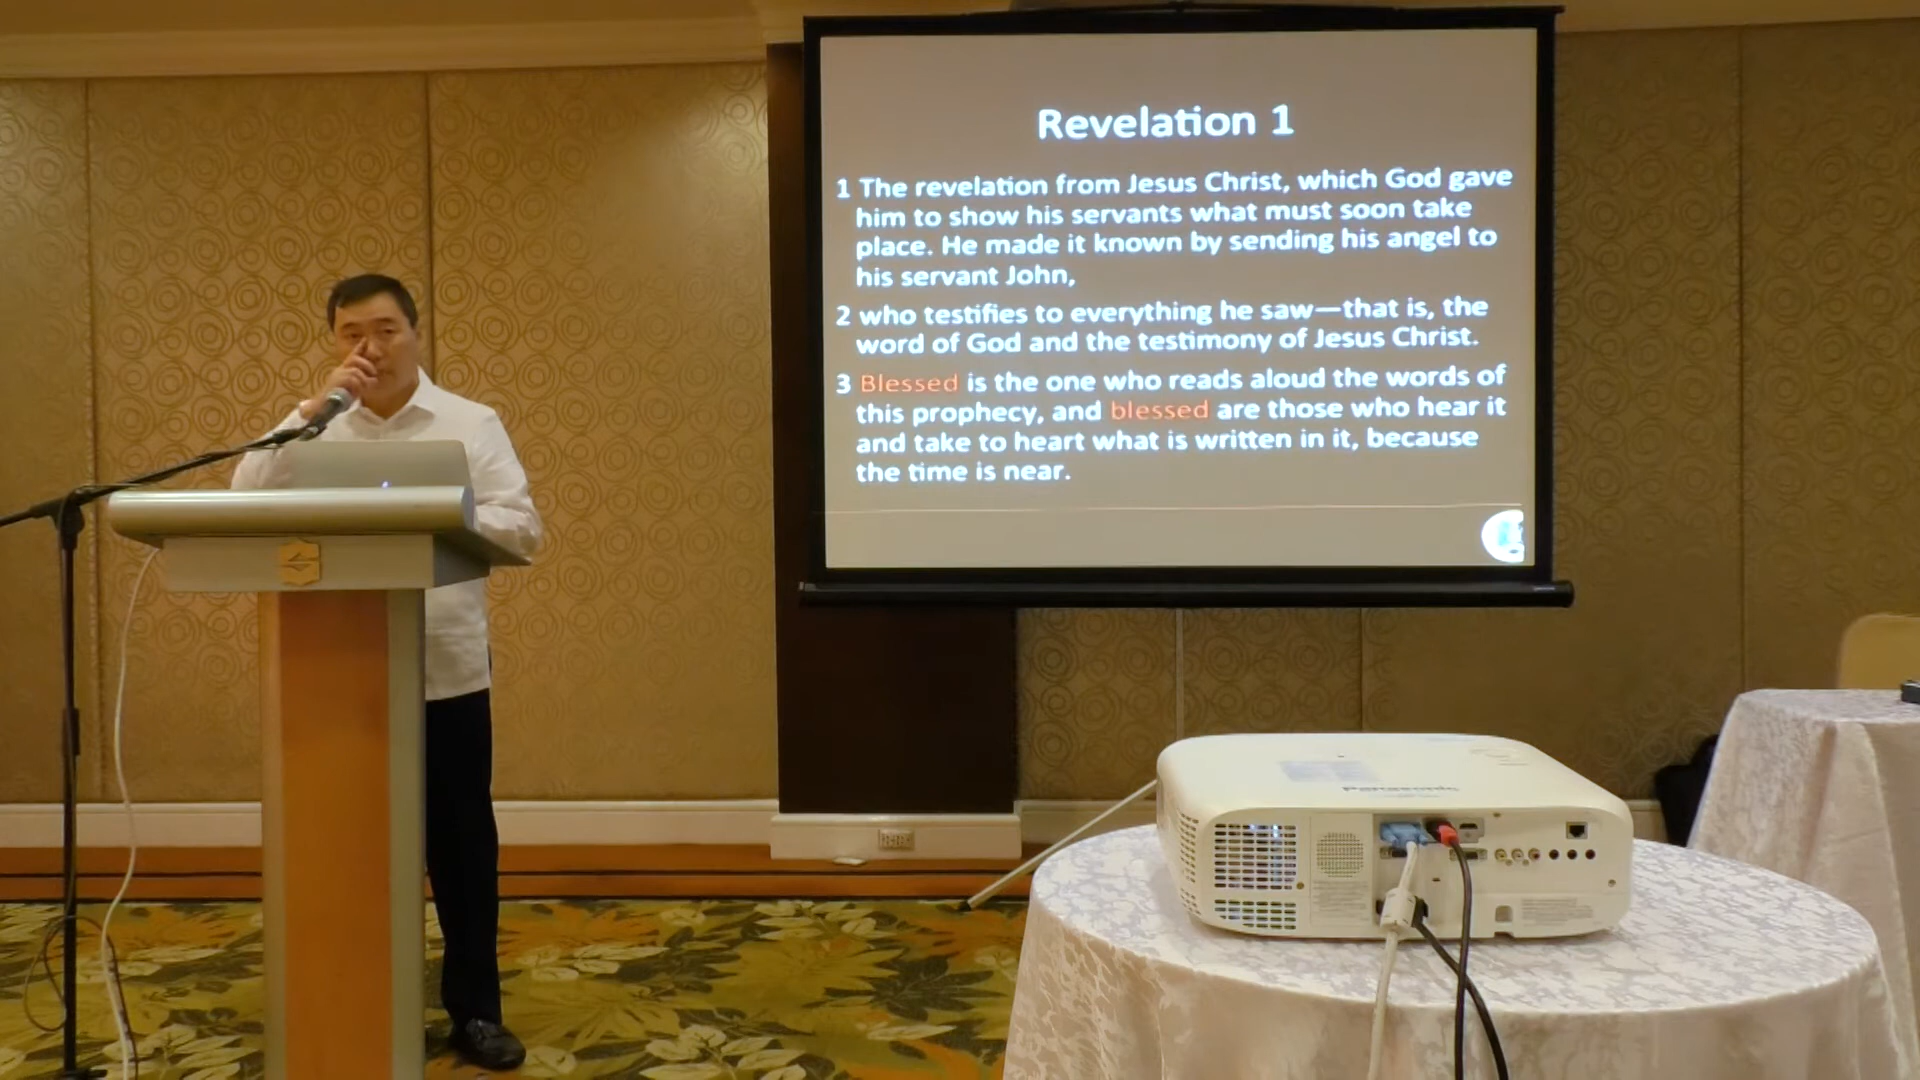 Revelation 1
1 The revelation from Jesus Christ, which God gave
him to show his servants what must soon take
place. He made it known by sending his angel to
his servant John,
2 who testifies to everything he saw—that is, the
word of God and the testimony of Jesus Christ.
3 Blessed is the one who reads aloud the words of
this prophecy, and blessed are those who hear it
and take to heart what is written in it, because
the time is near.
Panasonic